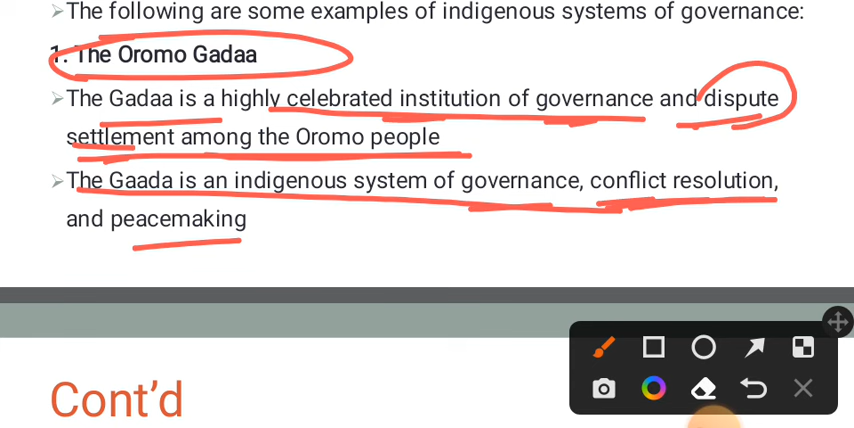 ➢The following are some examples of indigenous systems of governance:
1. The Oromo Gadaa
➢The Gadaa is a highly celebrated institution of governance and dispute
settlement among the Oromo people
➢The Gaada is an indigenous system of governance, conflict resolution,
and peacemaking
Cont’d